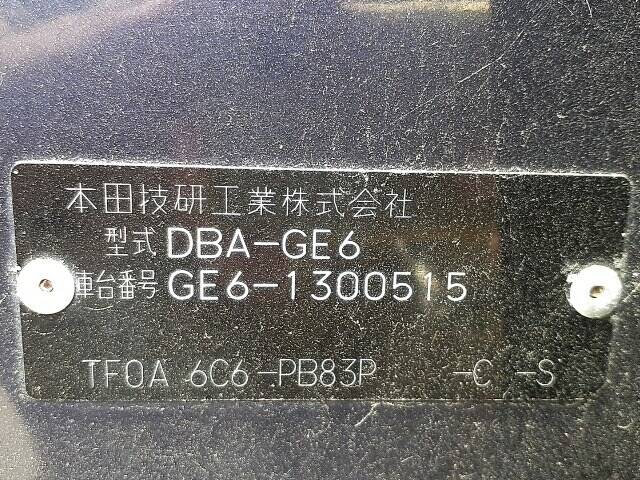 本田技研工業株式会社
型式 DBA-GE6
車台番号 GE6-1300515
TF0A 6C6-PB83P -C -S